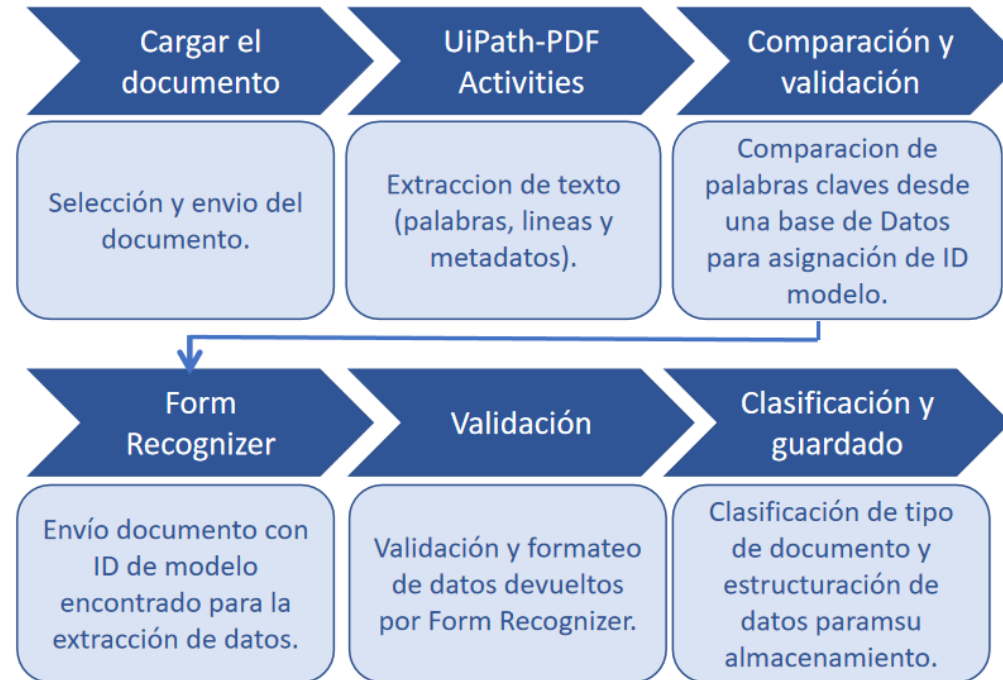 Cargar el
documento
UiPath-PDF
Activities
Comparación y
validación
Selección y envio del
documento.
Extraccion de texto
(palabras, lineas y
metadatos).
Comparacion de
palabras claves desde
una base de Datos
para asignación de ID
modelo.
Form
Recognizer
Validación
Clasificación y
guardado
Envío documento con
ID de modelo
encontrado para la
extracción de datos.
Validación y formateo
de datos devueltos
por Form Recognizer.
Clasificación de tipo
de documento y
estructuración de
datos paramsu
almacenamiento.